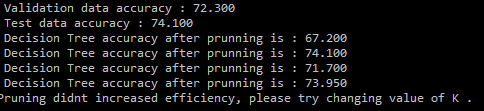 Validation data accuracy : 72.300
Test data accuracy : 74.100
Decision Tree accuracy after prunning is : 67.200
Decision Tree accuracy after prunning is : 74.100
Decision Tree accuracy after prunning is : 71.700
Decision Tree accuracy after prunning is : 73.950
Pruning didnt increased efficiency, please try changing value of K .